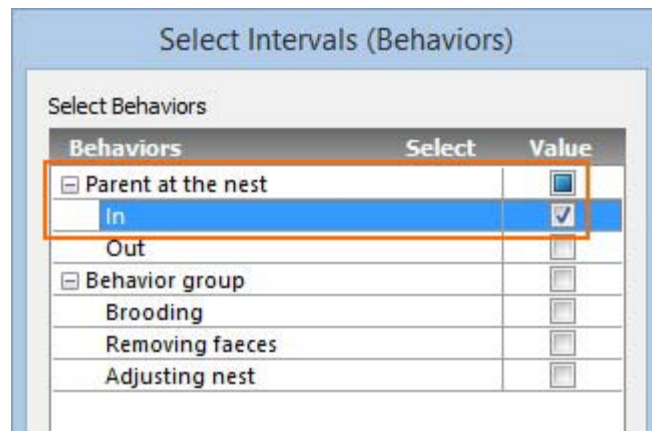 Select Intervals (Behaviors)
Select Behaviors
Behaviors Select Value
Parent at the nest
In
Out
Behavior group
Brooding
Removing faeces
Adjusting nest